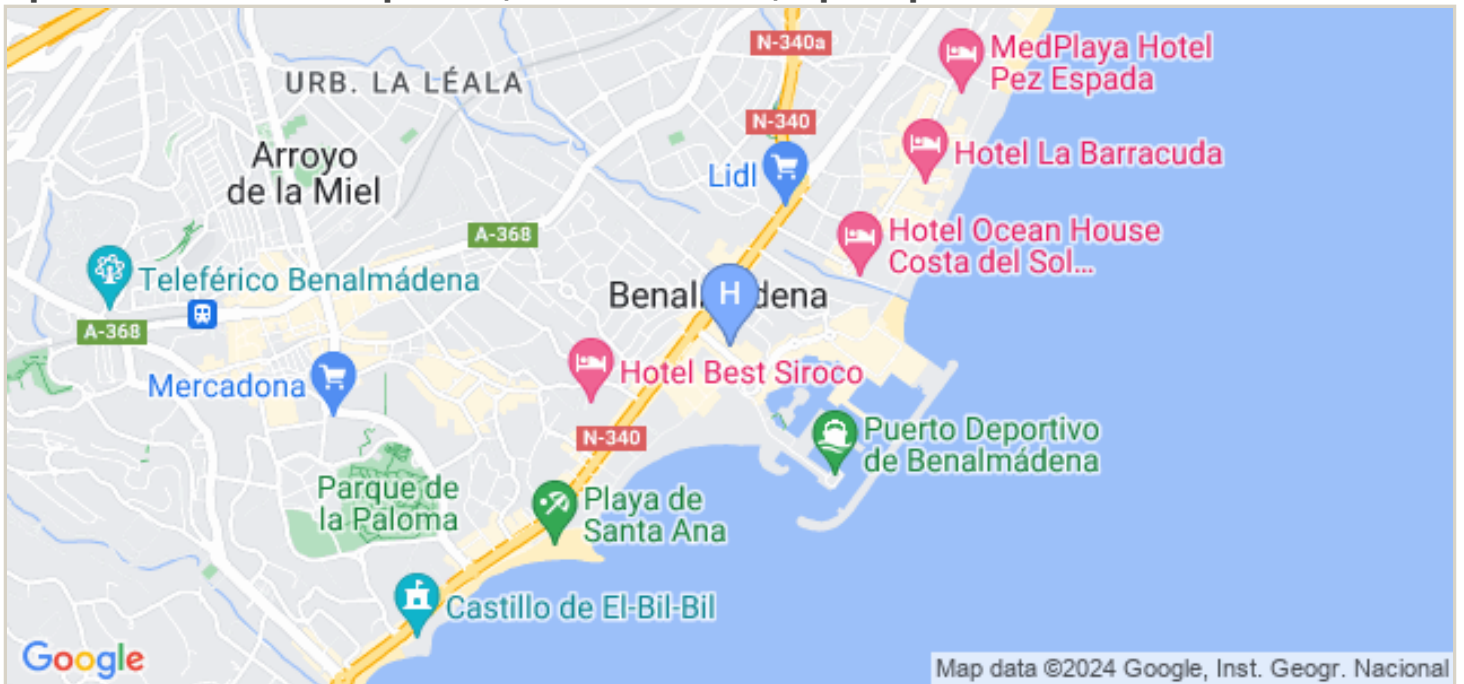 N-340a
MedPlaya Hotel
Pez Espada
URB. LA LÉALA
N-340
Arroyo
de la Miel
Lidl
Hotel La Barracuda
A-368
Hotel Ocean House
Costa del Sol...
Teleférico Benalmádena
H
A-368
Hotel Best Siroco
Mercadona
N-340
Puerto Deportivo
de Benalmádena
Parque de
la Paloma
Playa de
Santa Ana
Castillo de El-Bil-Bil
Google
Map data ©2024 Google, Inst. Geogr. Nacional